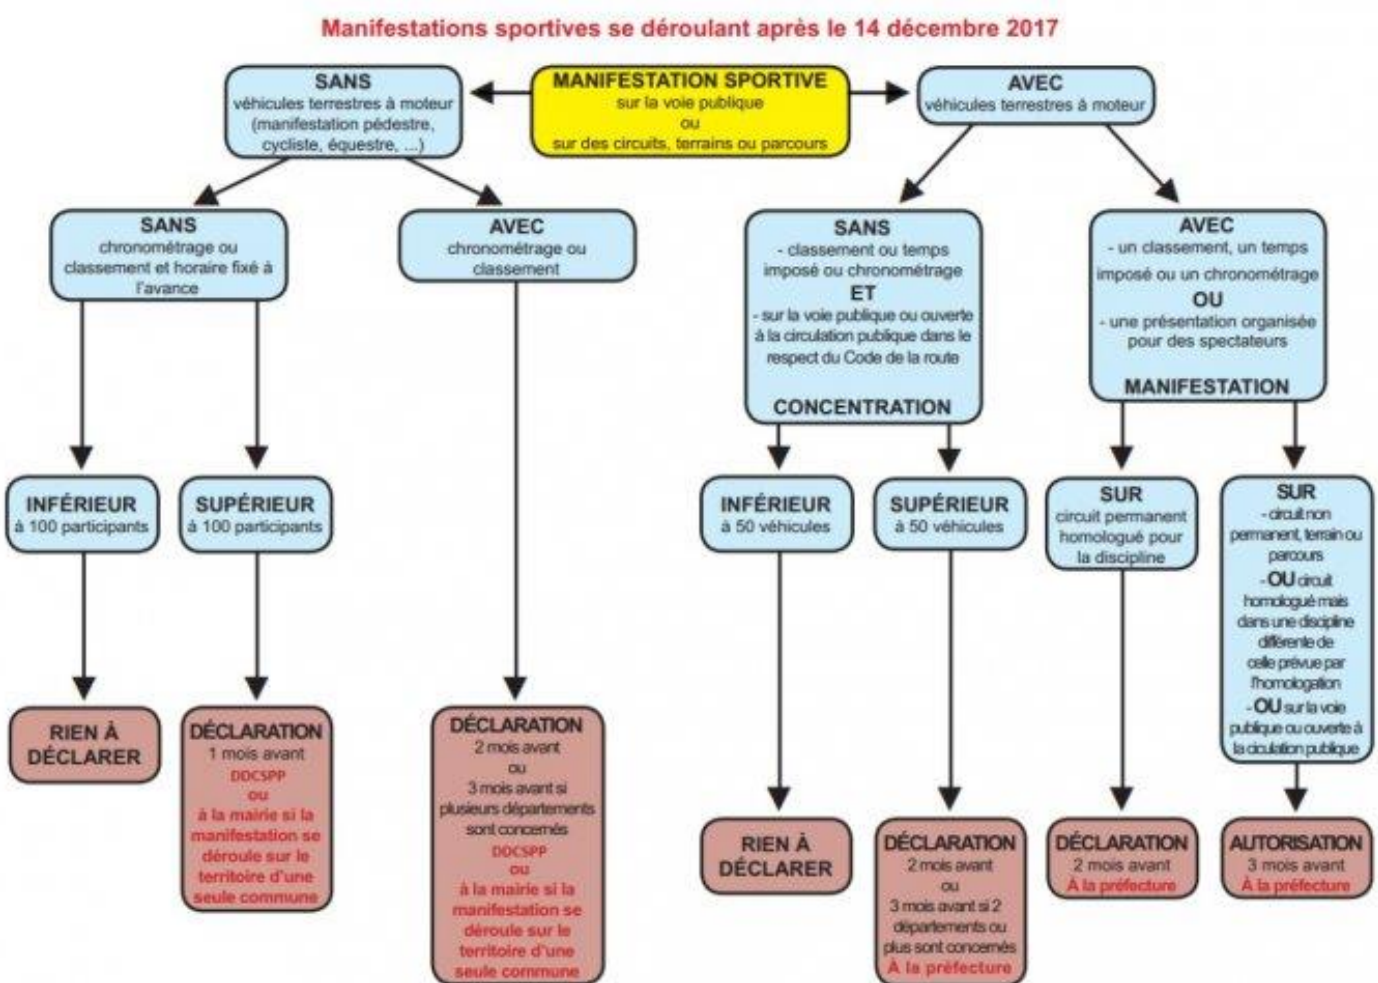 Manifestations sportives se déroulant après le 14 décembre 2017
SANS
véhicules terrestres à moteur
(manifestation pédestre,
cycliste, équestre, ...)
MANIFESTATION SPORTIVE
sur la voie publique
ou
sur des circuits, terrains ou parcours
AVEC
véhicules terrestres à moteur
SANS
chronométrage ou
classement et horaire fixé à
l'avance
AVEC
chronométrage ou
classement
SANS
- classement ou temps
imposé ou chronométrage
ET
- sur la voie publique ou ouverte
à la circulation publique dans le
respect du Code de la route
CONCENTRATION
AVEC
- un classement, un temps
imposé ou un chronométrage
OU
- une présentation organisée
pour des spectateurs
MANIFESTATION
INFÉRIEUR
à 100 participants
SUPÉRIEUR
à 100 participants
INFÉRIEUR
à 50 véhicules
SUPÉRIEUR
à 50 véhicules
SUR
circuit permanent
homologué pour
la discipline
SUR
- circuit non
permanent, terrain ou
parcours
- OU circuit
homologué mais
dans une discipline
différente de
celle prévue par
l'homologation
- OU sur la voie
publique ou ouverte à
la ciculation publique
RIEN À
DÉCLARER
DÉCLARATION
1 mois avant
DDCSPP
ou
à la mairie si la
manifestation se
déroule sur le
territoire d'une
seule commune
DÉCLARATION
2 mois avant
ou
3 mois avant si
plusieurs départements
sont concernés
DDCSPP
ou
à la mairie si la
manifestation se
déroule sur le
territoire d'une
seule commune
RIEN À
DÉCLARER
DÉCLARATION
2 mois avant
ou
3 mois avant si 2
départements ou
plus sont concernés
À la préfecture
DÉCLARATION
2 mois avant
À la préfecture
AUTORISATION
3 mois avant
À la préfecture